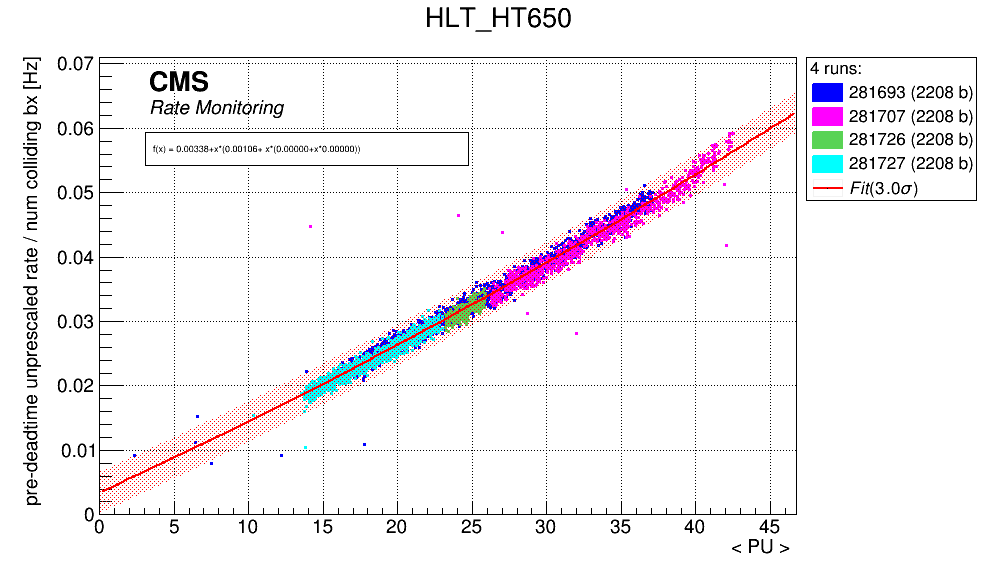 HLT_HT650
pre-deadtime unprescaled rate / num colliding bx [Hz]
0.07
0.06
0.05
0.04
0.03
0.02
0.01
0
CMS
Rate Monitoring
f(x) = 0.00338+x*(0.00106+ x*(0.00000+x*0.00000))
4 runs:
281693 (2208 b)
281707 (2208 b)
281726 (2208 b)
281727 (2208 b)
Fit(3.0σ)
0 5 10 15 20 25 30 35 40 45
< PU >